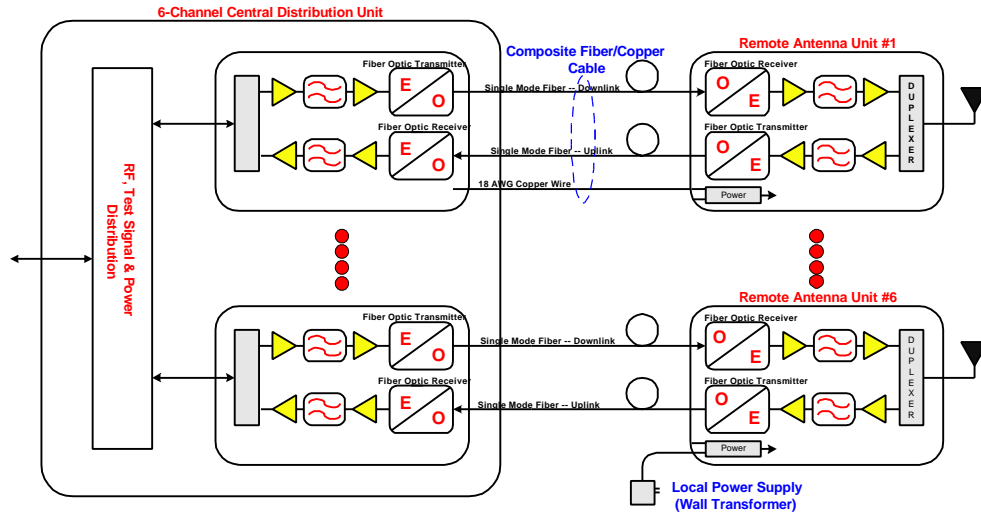 6-Channel Central Distribution Unit
RF, Test Signal & Power
Distribution
Fiber Optic Transmitter
E
O
Fiber Optic Receiver
E
O
Composite Fiber/Copper
Cable
Single Mode Fiber -- Downlink
Single Mode Fiber -- Uplink
18 AWG Copper Wire
Remote Antenna Unit #1
Fiber Optic Receiver
O
E
Fiber Optic Transmitter
O
E
DUPLEXER
Power
Fiber Optic Transmitter
E
O
Fiber Optic Receiver
E
O
Single Mode Fiber -- Downlink
Single Mode Fiber -- Uplink
Remote Antenna Unit #6
Fiber Optic Receiver
O
E
Fiber Optic Transmitter
O
E
DUPLEXER
Power
Local Power Supply
(Wall Transformer)